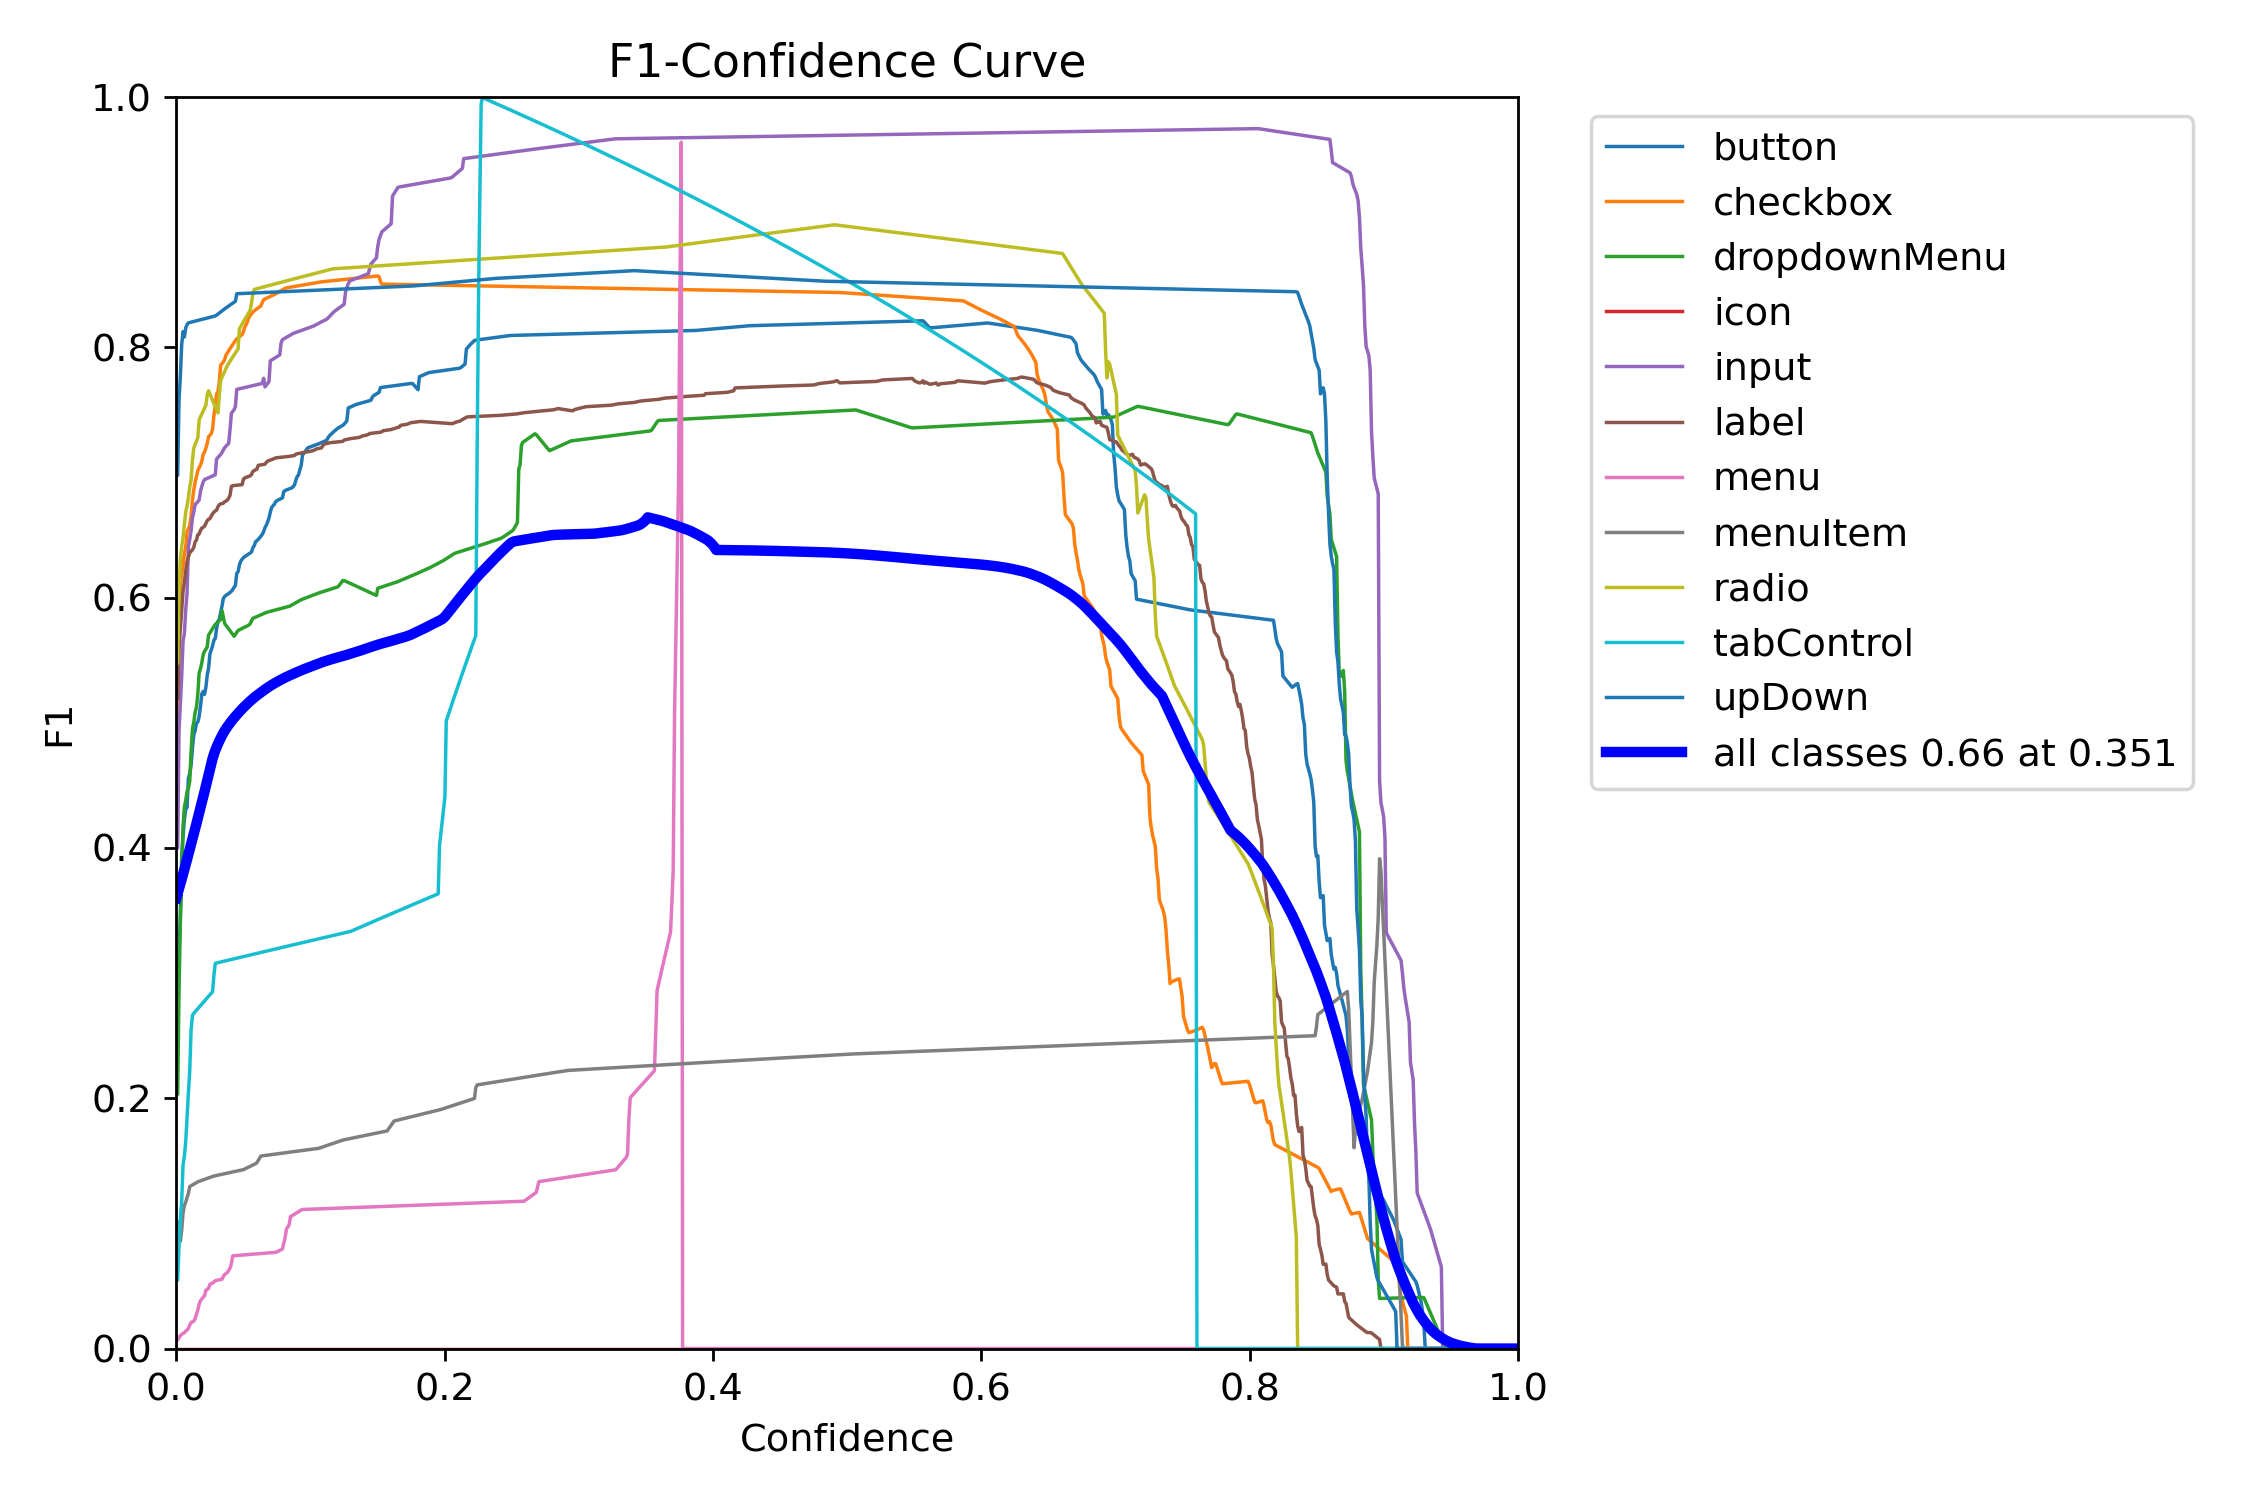 F1-Confidence Curve
1.0
0.8
0.6
0.4
0.2
0.0
F1
0.0 0.2 0.4 0.6 0.8 1.0
Confidence
button
checkbox
dropdownMenu
icon
input
label
menu
menuItem
radio
tabControl
upDown
all classes 0.66 at 0.351